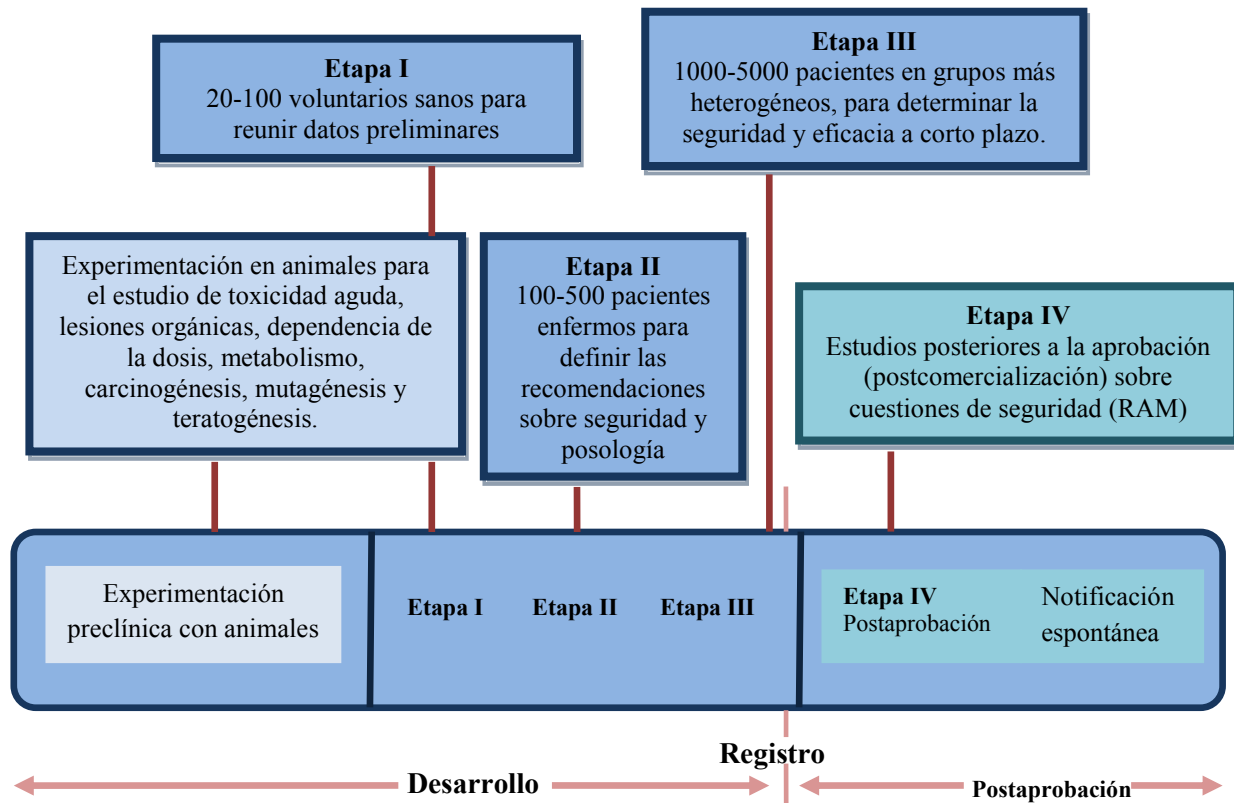 Etapa I
20-100 voluntarios sanos para
reunir datos preliminares
Etapa III
1000-5000 pacientes en grupos más
heterogéneos, para determinar la
seguridad y eficacia a corto plazo.
Experimentación en animales para
el estudio de toxicidad aguda,
lesiones orgánicas, dependencia de
la dosis, metabolismo,
carcinogénesis, mutagénesis y
teratogénesis.
Etapa II
100-500 pacientes
enfermos para
definir las
recomendaciones
sobre seguridad y
posología
Etapa IV
Estudios posteriores a la aprobación
(postcomercialización) sobre
cuestiones de seguridad (RAM)
Experimentación
preclínica con animales
Etapa I
Etapa II
Etapa III
Etapa IV
Postaprobación
Notificación
espontánea
Registro
Desarrollo
Postaprobación